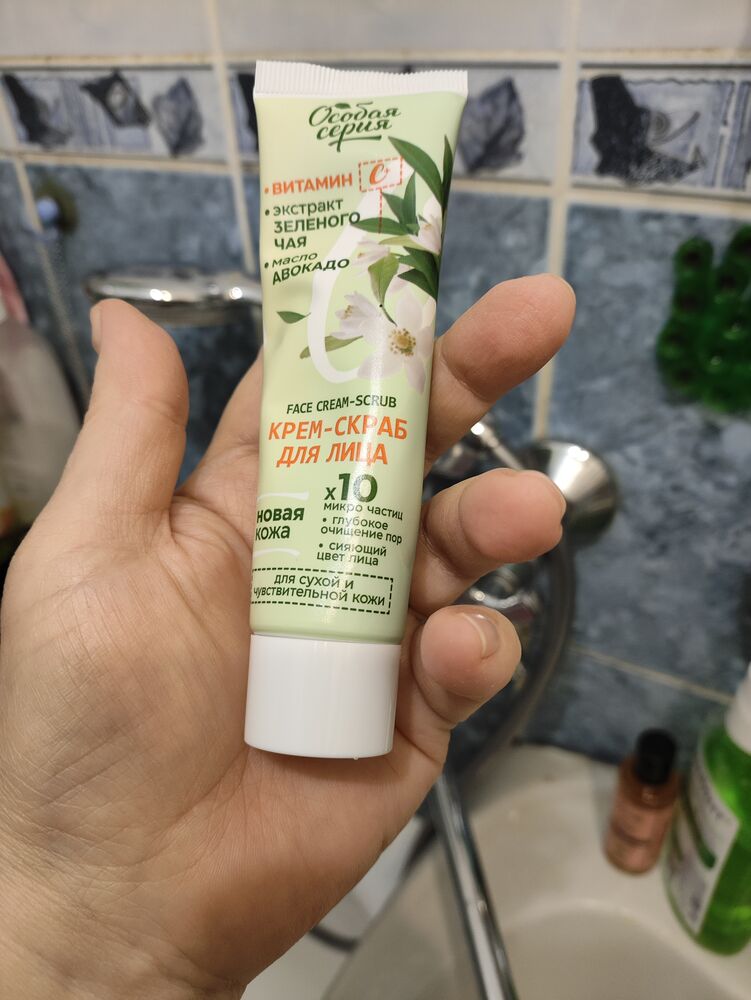 Особая
серия
• ВИТАМИН C
• экстракт
ЗЕЛЕНОГО
ЧАЯ
• масло
АВОКАДО
FACE CREAM-SCRUB
КРЕМ-СКРАБ
ДЛЯ ЛИЦА
новая
кожа
x10
микро частиц
• глубокое
очищение пор
• сияющий
цвет лица
для сухой и
чувствительной кожи